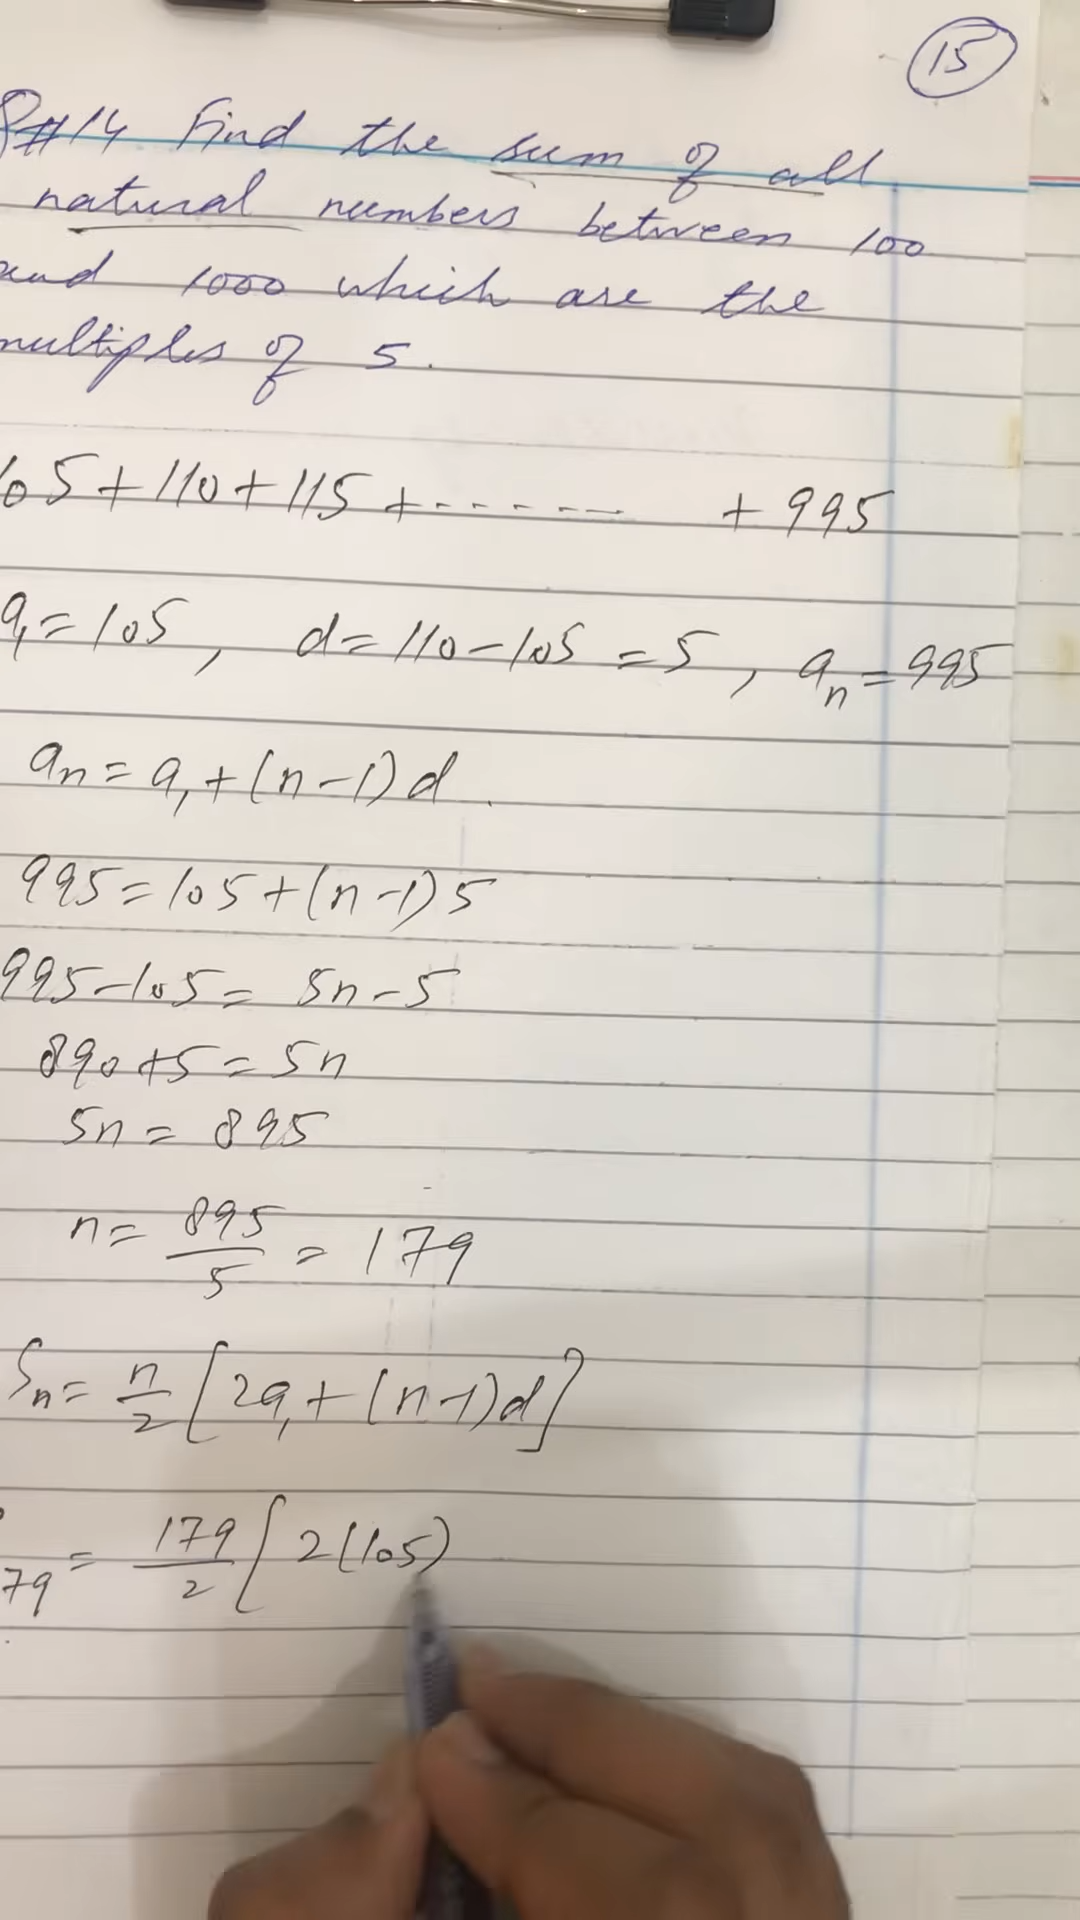 15
Q#14 Find the sum of all
natural numbers between 100
and 1000 which are the
multiples of 5.
105+110+115+------ +995
a₁=105, d=110-105=5, aₙ=995
aₙ=a₁+(n-1)d.
995=105+(n-1)5
995-105=5n-5
890+5=5n
5n=895
n=895/5=179
Sₙ=n/2[2a₁+(n-1)d]
79=179/2[2(105)